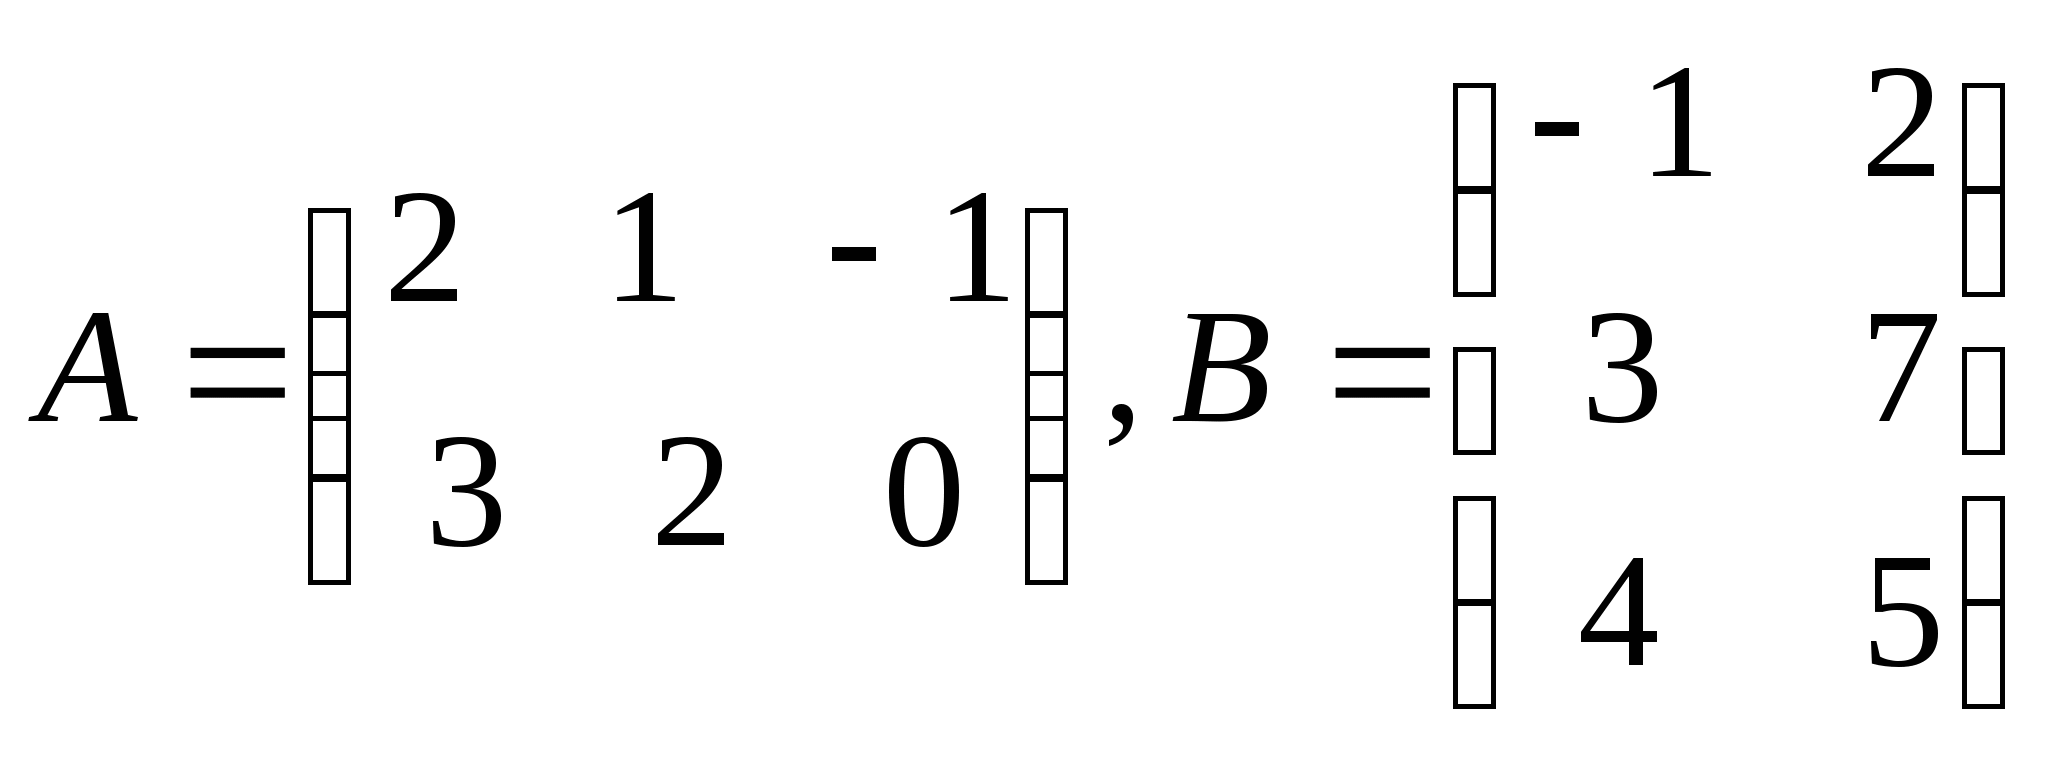 A = [ 2 1 - 1 ; 3 2 0 ] , B = [ - 1 2 ; 3 7 ; 4 5 ]